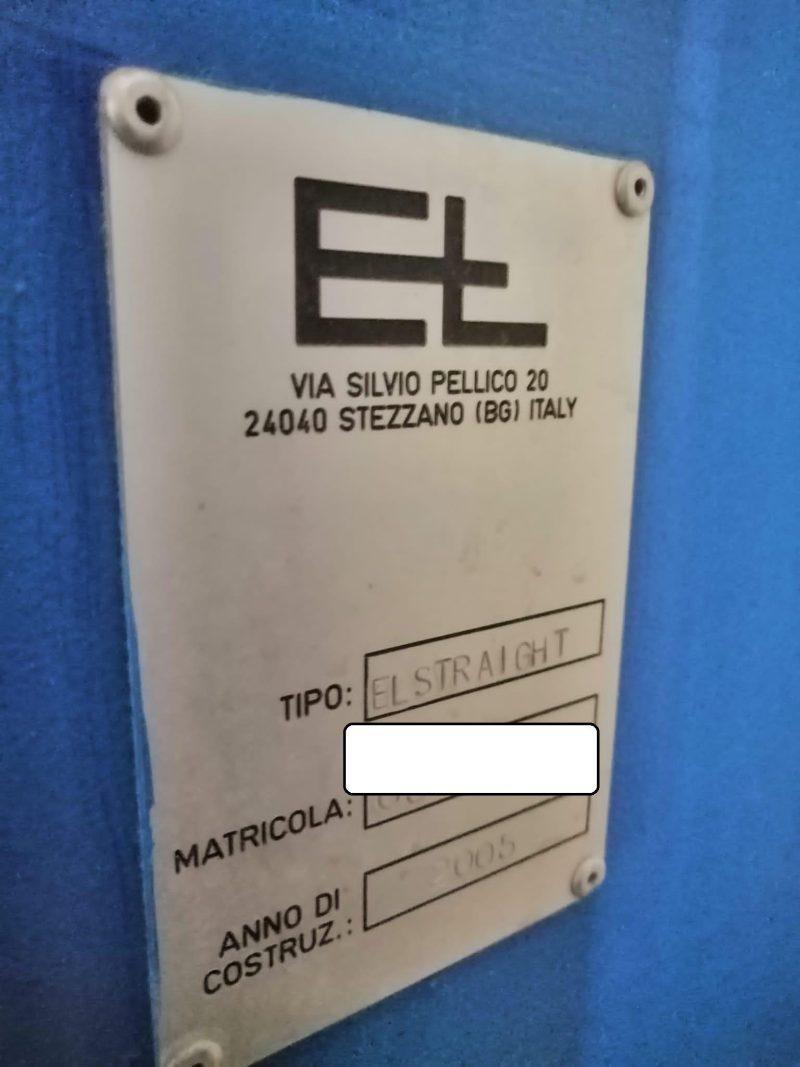 EL
VIA SILVIO PELLICO 20
24040 STEZZANO (BG) ITALY
TIPO: ELSTRAIGHT
MATRICOLA:
ANNO DI
COSTRUZ.: 2005